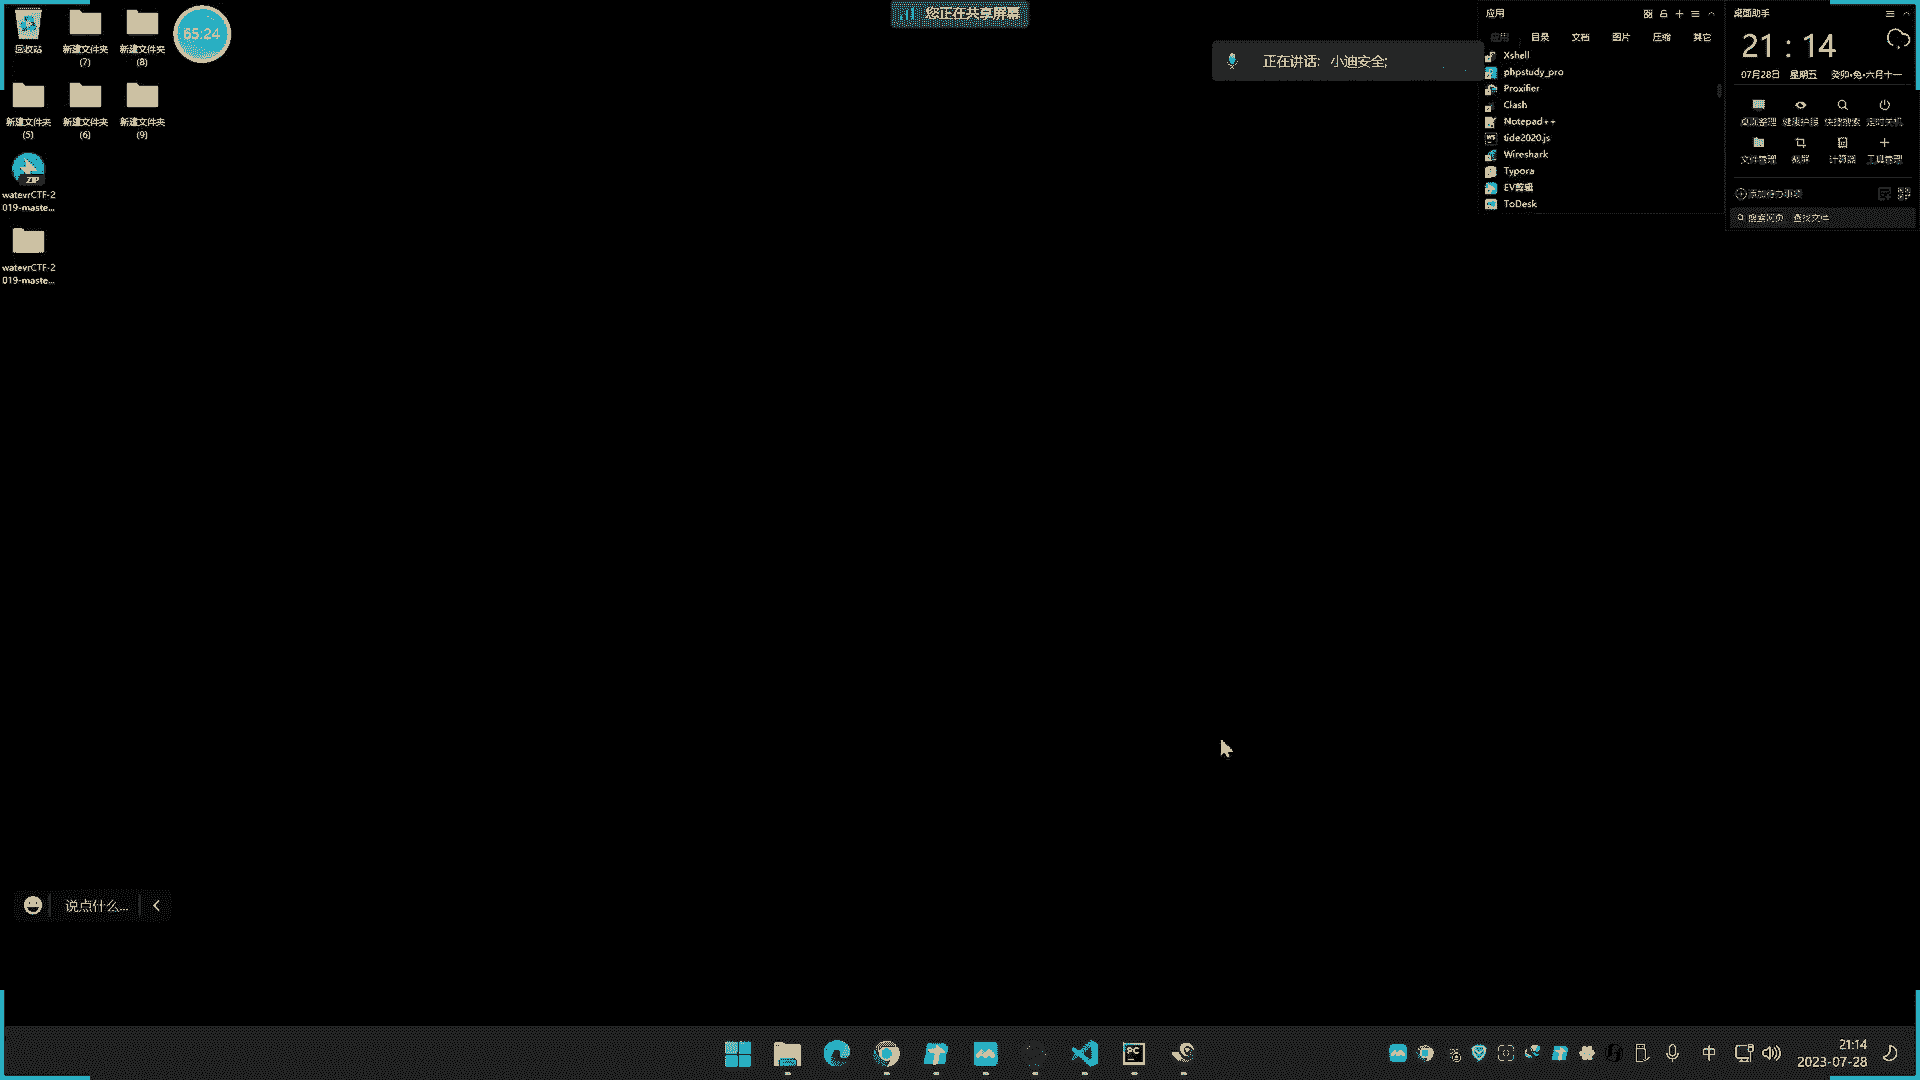 回收站
新建文件夹
(7)
新建文件夹
(8)
65:24
新建文件夹
(5)
新建文件夹
(6)
新建文件夹
(9)
ZIP
watevrCTF-2
019-maste...
watevrCTF-2
019-maste...
您正在共享屏幕
正在讲话: 小迪安全;
应用
应用 目录 文档 图片 压缩 其它
Xshell
phpstudy_pro
Proxifier
Clash
Notepad++
tide2020.js
Wireshark
Typora
EV剪辑
ToDesk
桌面助手
21 : 14
07月28日 星期五 癸卯•兔•六月十一
桌面整理 健康护眼 快捷搜索 定时关机
文件管理 截屏 计算器 工具管理
添加待办事项
搜索网页 查找文件
说点什么...
PC
中
21:14
2023-07-28